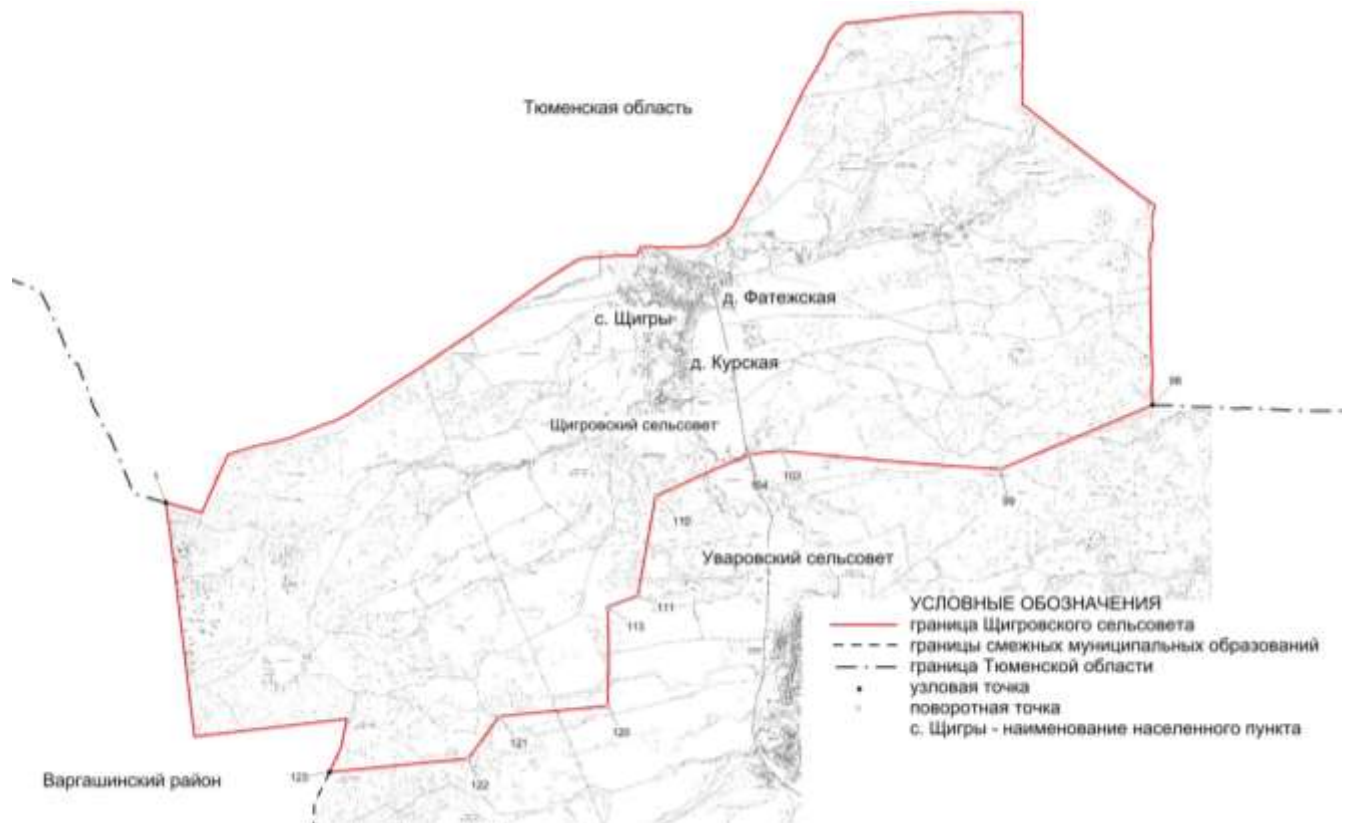 Тюменская область
д. Фатежская
с. Щигры
д. Курская
98
Щигровский сельсовет
1
103
104
99
110
Уваровский сельсовет
111
113
УСЛОВНЫЕ ОБОЗНАЧЕНИЯ
граница Щигровского сельсовета
границы смежных муниципальных образований
граница Тюменской области
узловая точка
поворотная точка
с. Щигры - наименование населенного пункта
120
121
123
122
Варгашинский район